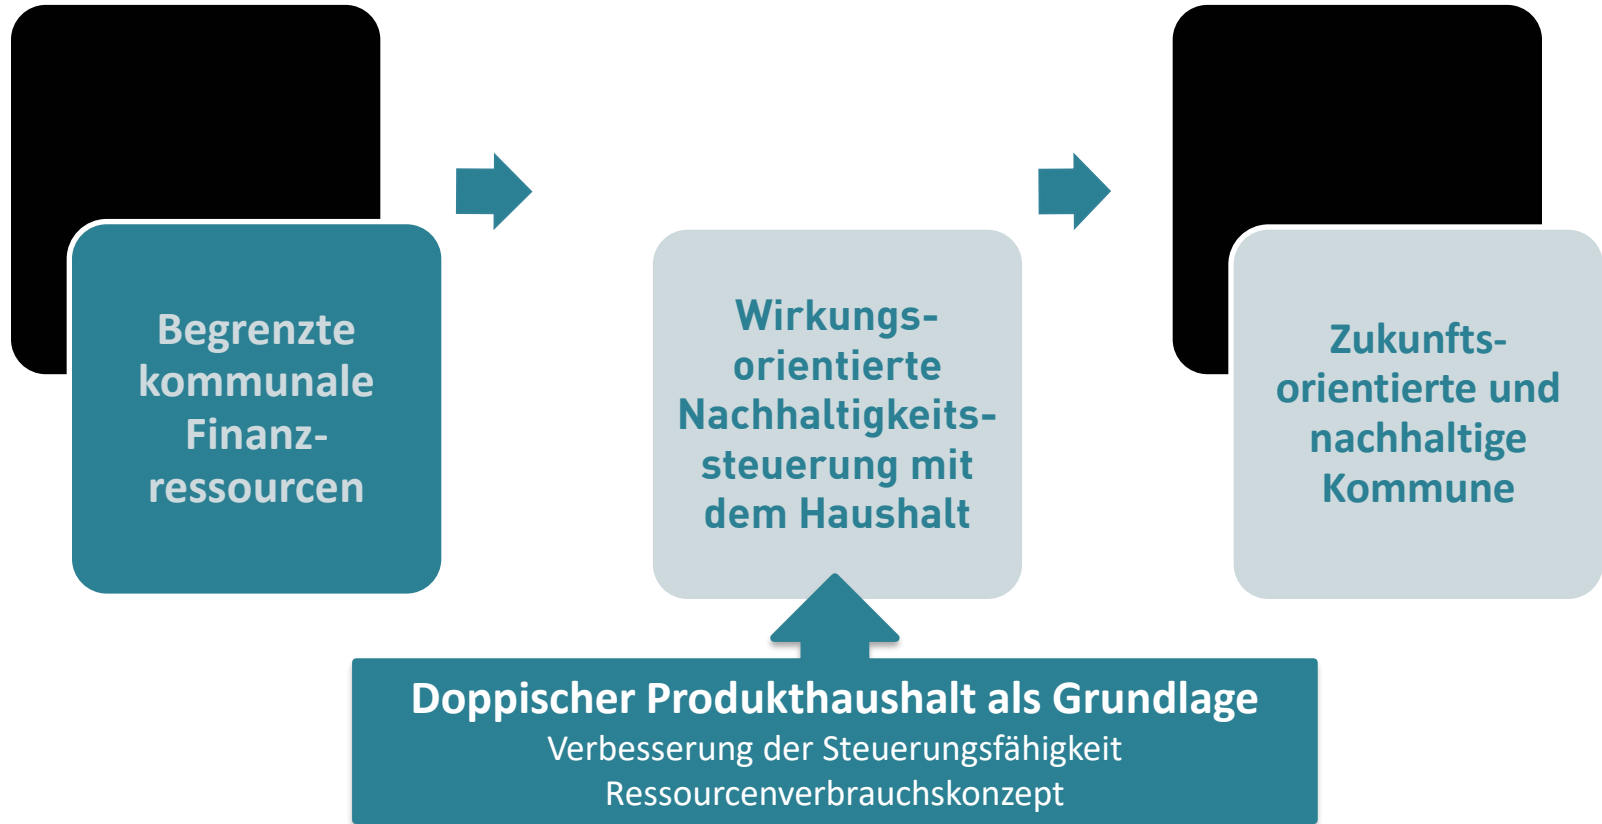 Begrenzte
kommunale
Finanz-
ressourcen
Wirkungs-
orientierte
Nachhaltigkeits-
steuerung mit
dem Haushalt
Zukunfts-
orientierte und
nachhaltige
Kommune
Doppischer Produkthaushalt als Grundlage
Verbesserung der Steuerungsfähigkeit
Ressourcenverbrauchskonzept